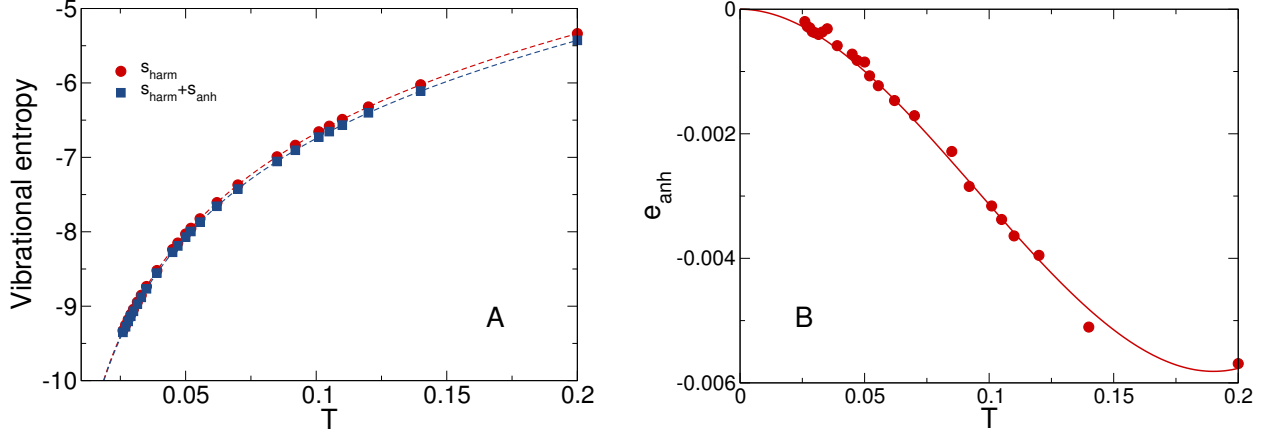 -5
-6
-7
-8
-9
-10
Vibrational entropy
s_harm
s_harm+s_anh
A
0.05
0.1
0.15
0.2
T
0
-0.002
-0.004
-0.006
e_anh
B
0
0.05
0.1
0.15
0.2
T